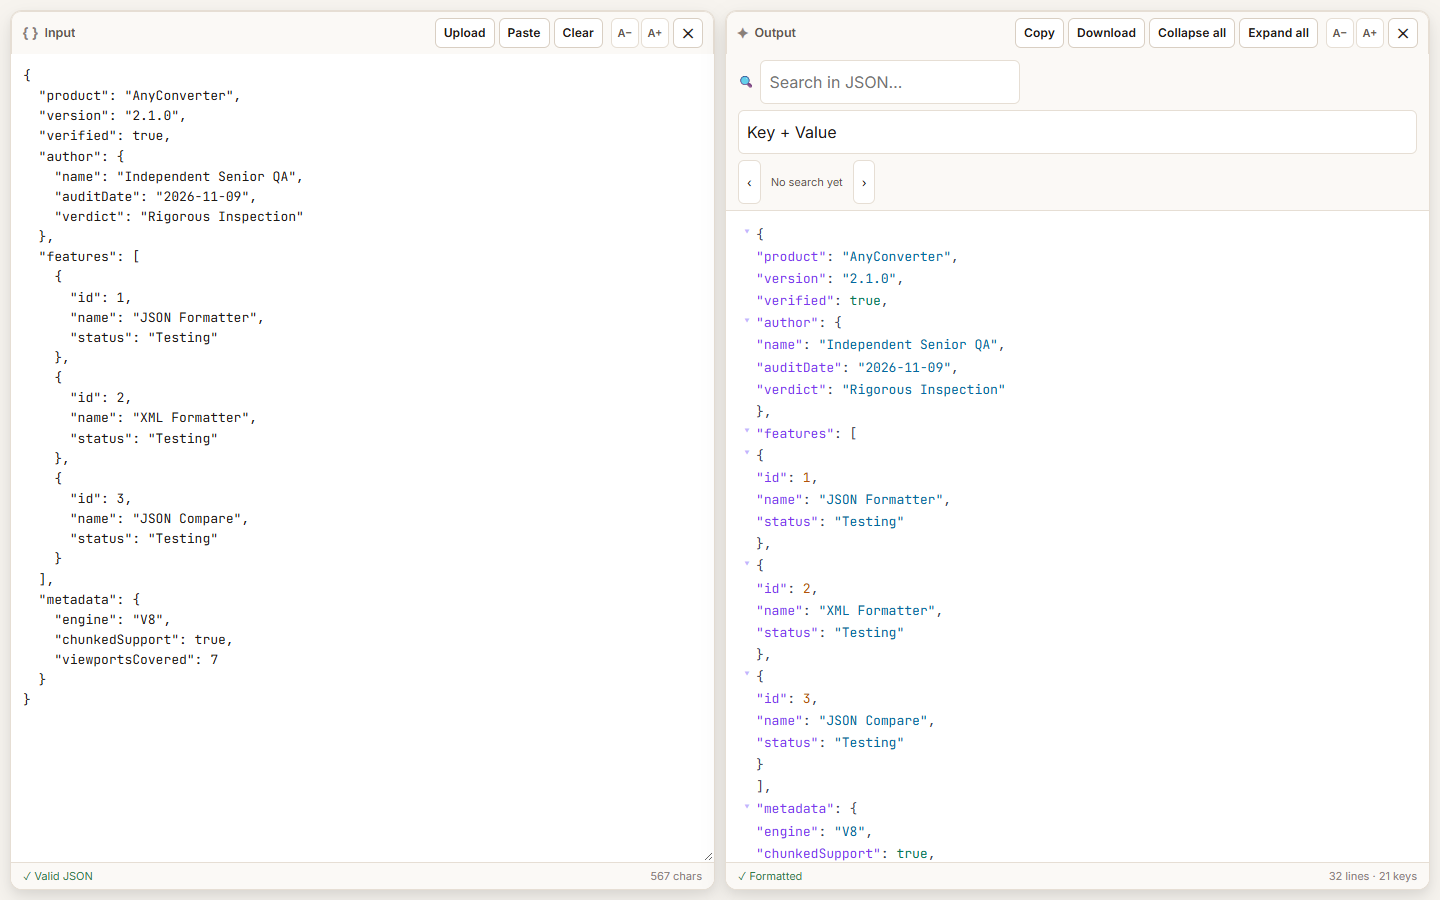 { } Input
Upload
Paste
Clear
A−
A+
✕
{
  "product": "AnyConverter",
  "version": "2.1.0",
  "verified": true,
  "author": {
    "name": "Independent Senior QA",
    "auditDate": "2026-11-09",
    "verdict": "Rigorous Inspection"
  },
  "features": [
    {
      "id": 1,
      "name": "JSON Formatter",
      "status": "Testing"
    },
    {
      "id": 2,
      "name": "XML Formatter",
      "status": "Testing"
    },
    {
      "id": 3,
      "name": "JSON Compare",
      "status": "Testing"
    }
  ],
  "metadata": {
    "engine": "V8",
    "chunkedSupport": true,
    "viewportsCovered": 7
  }
}
✓ Valid JSON
567 chars
✦ Output
Copy
Download
Collapse all
Expand all
A−
A+
✕
Search in JSON...
Key + Value
‹
No search yet
›
{
"product": "AnyConverter",
"version": "2.1.0",
"verified": true,
"author": {
"name": "Independent Senior QA",
"auditDate": "2026-11-09",
"verdict": "Rigorous Inspection"
},
"features": [
{
"id": 1,
"name": "JSON Formatter",
"status": "Testing"
},
{
"id": 2,
"name": "XML Formatter",
"status": "Testing"
},
{
"id": 3,
"name": "JSON Compare",
"status": "Testing"
}
],
"metadata": {
"engine": "V8",
"chunkedSupport": true,
✓ Formatted
32 lines · 21 keys